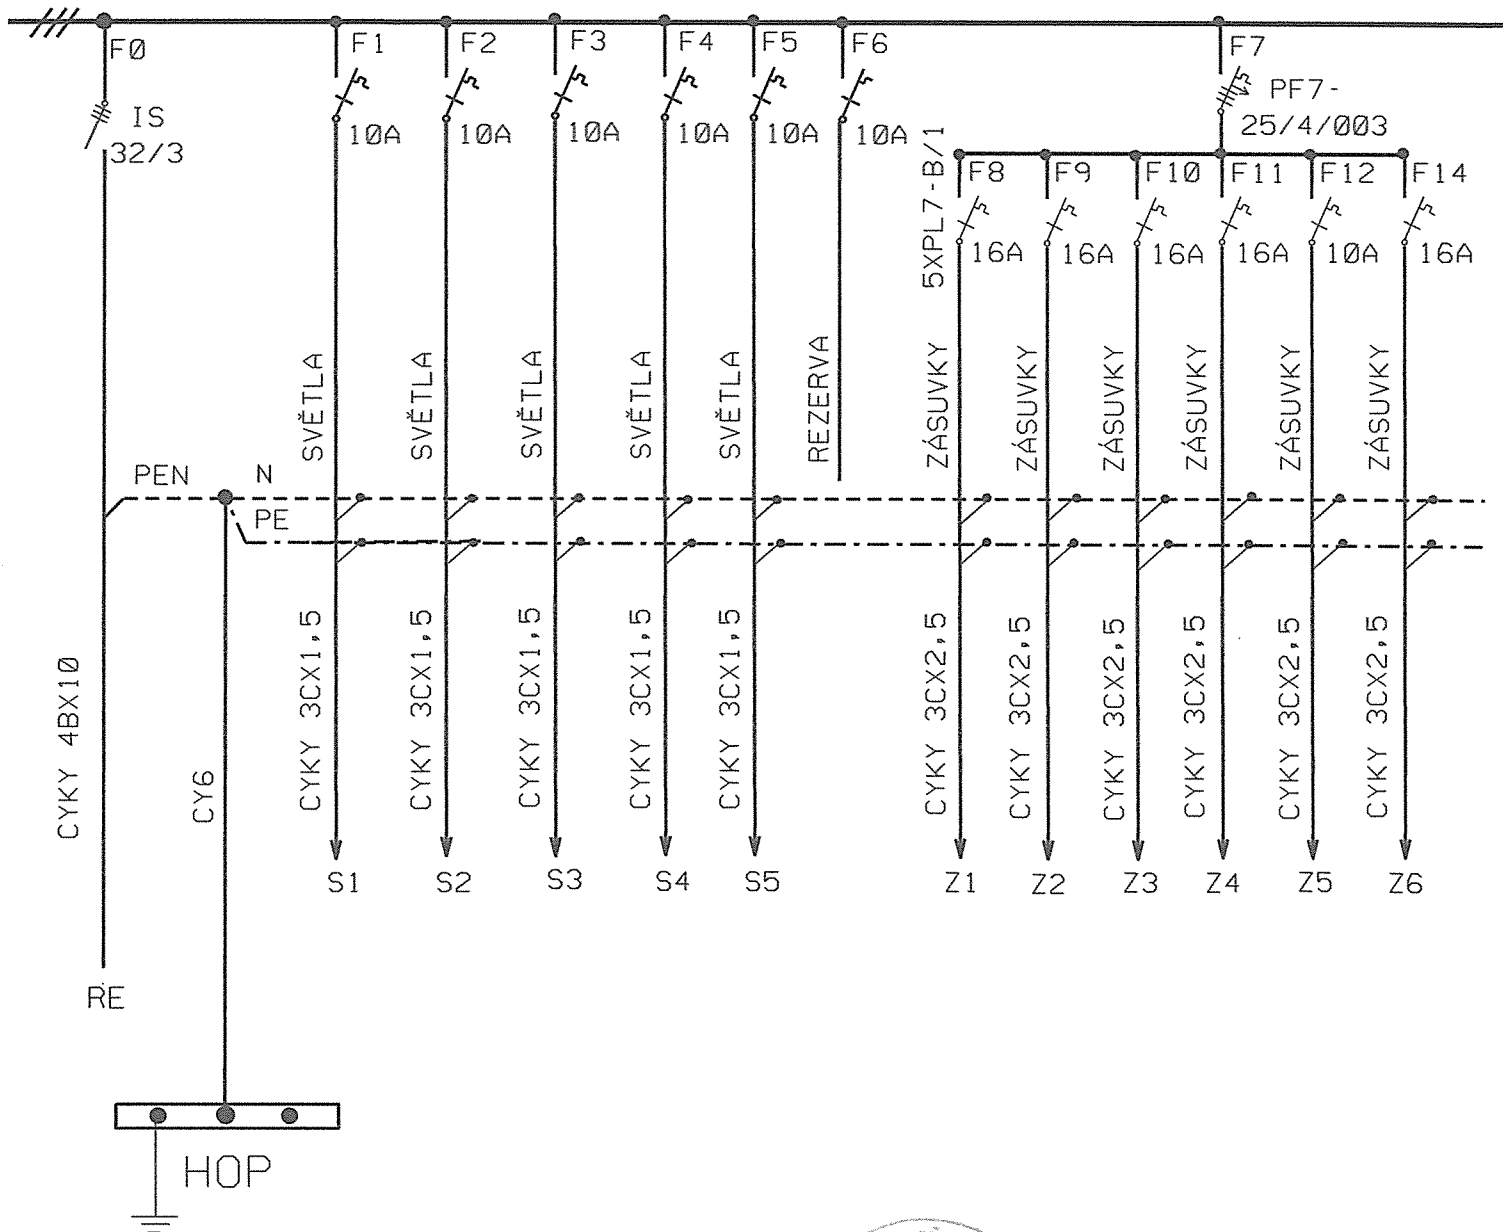 F0
F1
F2
F3
F4
F5
F6
F7
IS
32/3
10A
10A
10A
10A
10A
10A
PF7-
25/4/003
5XPL7-B/1
F8
F9
F10
F11
F12
F14
16A
16A
16A
16A
10A
16A
SVĚTLA
SVĚTLA
SVĚTLA
SVĚTLA
SVĚTLA
REZERVA
ZÁSUVKY
ZÁSUVKY
ZÁSUVKY
ZÁSUVKY
ZÁSUVKY
ZÁSUVKY
PEN
N
PE
CYKY 4BX10
CY6
CYKY 3CX1,5
CYKY 3CX1,5
CYKY 3CX1,5
CYKY 3CX1,5
CYKY 3CX1,5
CYKY 3CX2,5
CYKY 3CX2,5
CYKY 3CX2,5
CYKY 3CX2,5
CYKY 3CX2,5
CYKY 3CX2,5
S1
S2
S3
S4
S5
Z1
Z2
Z3
Z4
Z5
Z6
RE
HOP